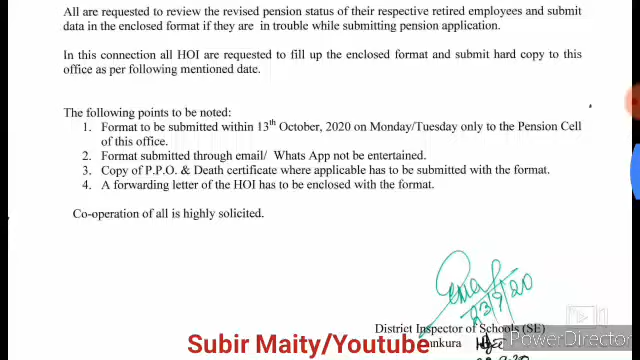 All are requested to review the revised pension status of their respective retired employees and submit
data in the enclosed format if they are in trouble while submitting pension application.
In this connection all HOI are requested to fill up the enclosed format and submit hard copy to this
office as per following mentioned date.
The following points to be noted:
1. Format to be submitted within 13th October, 2020 on Monday/Tuesday only to the Pension Cell
of this office.
2. Format submitted through email/ Whats App not be entertained.
3. Copy of P.P.O & Death certificate where applicable has to be submitted with the format.
4. A forwarding letter of the HOI has to be enclosed with the format.
Co-operation of all is highly solicited.
23/9/20
District Inspector of Schools (SE)
PowerDirector
Subir Maity/Youtube